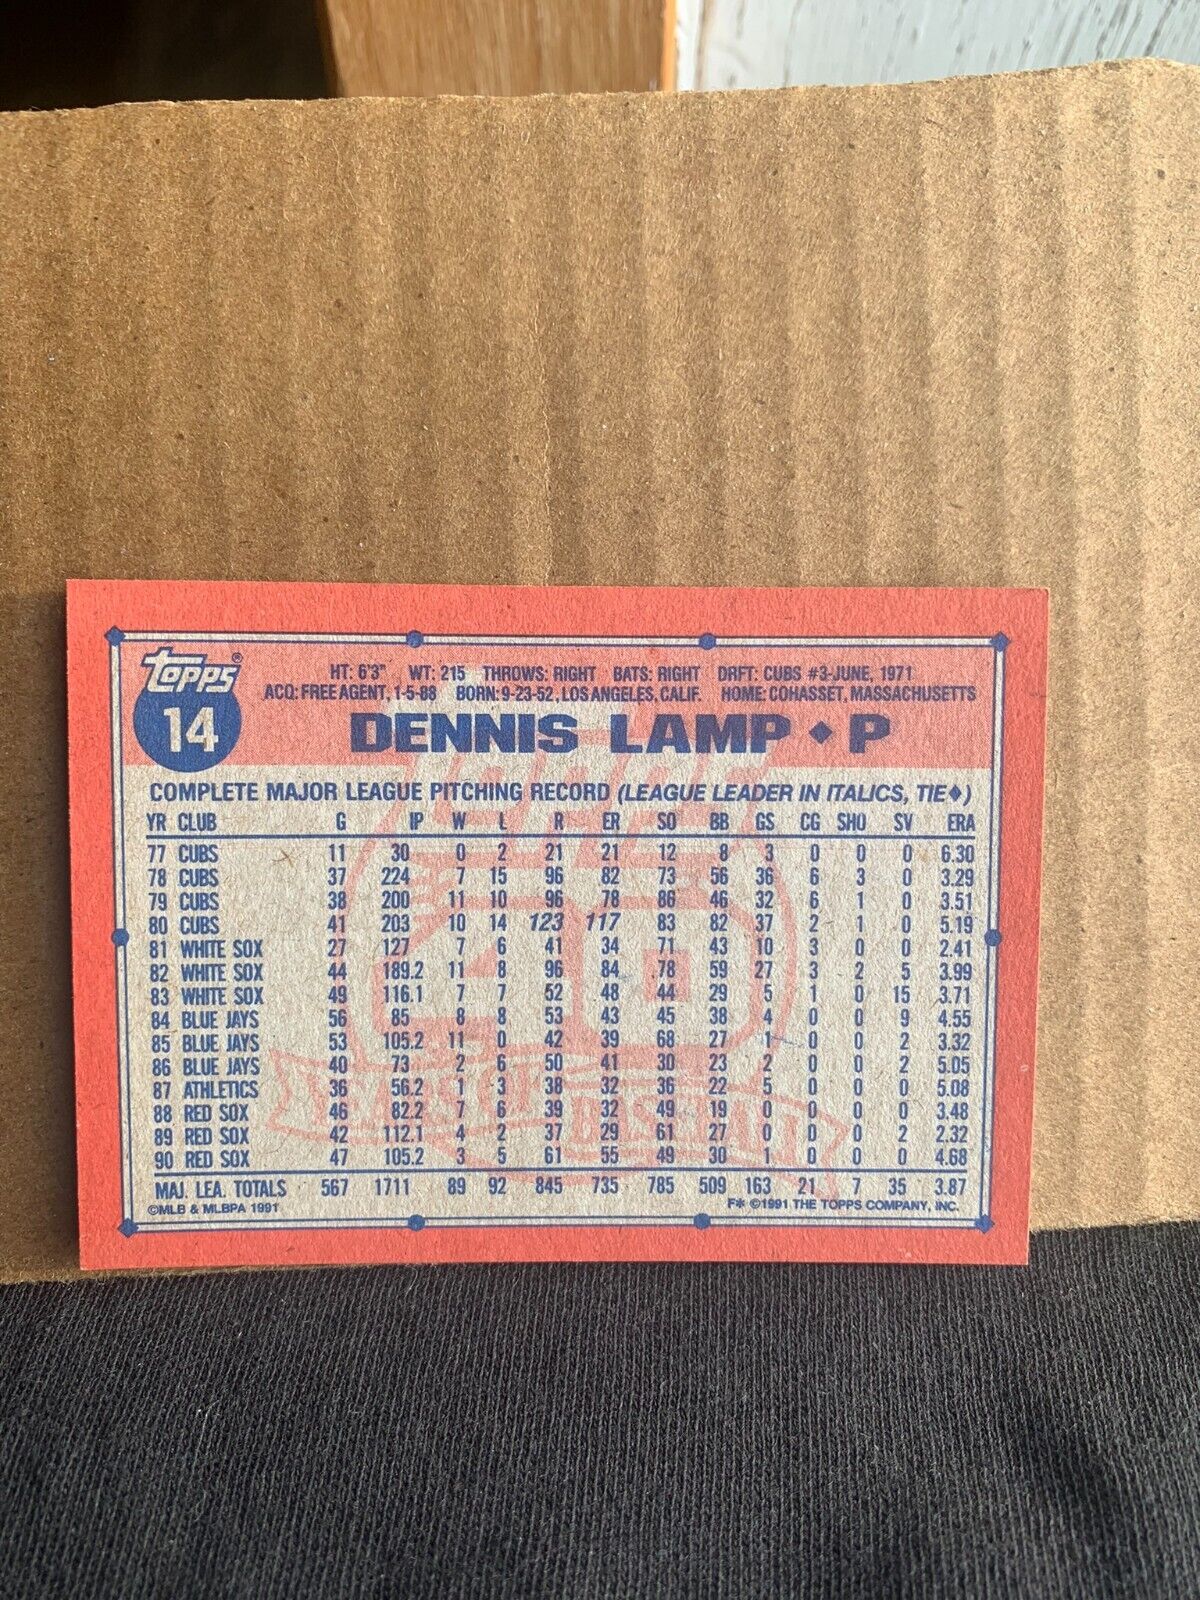 Topps®
14
HT: 6'3" WT: 215 THROWS: RIGHT BATS: RIGHT DRFT: CUBS #3-JUNE, 1971
ACQ: FREE AGENT, 1-5-88 BORN: 9-23-52, LOS ANGELES, CALIF. HOME: COHASSET, MASSACHUSETTS
DENNIS LAMP ♦ P
COMPLETE MAJOR LEAGUE PITCHING RECORD (LEAGUE LEADER IN ITALICS, TIE♦)
YR CLUB G IP W L R ER SO BB GS CG SHO SV ERA
77 CUBS 11 30 0 2 21 21 12 8 3 0 0 0 6.30
78 CUBS 37 224 7 15 96 82 73 56 36 6 3 0 3.29
79 CUBS 38 200 11 10 96 78 86 46 32 6 1 0 3.51
80 CUBS 41 203 10 14 123 117 83 82 37 2 1 0 5.19
81 WHITE SOX 27 127 7 6 41 34 71 43 10 3 0 0 2.41
82 WHITE SOX 44 189.2 11 8 96 84 78 59 27 3 2 5 3.99
83 WHITE SOX 49 116.1 7 7 52 48 44 29 5 1 0 15 3.71
84 BLUE JAYS 56 85 8 8 53 43 45 38 4 0 0 9 4.55
85 BLUE JAYS 53 105.2 11 0 42 39 68 27 1 0 0 2 3.32
86 BLUE JAYS 40 73 2 6 50 41 30 23 2 0 0 2 5.05
87 ATHLETICS 36 56.2 1 3 38 32 36 22 5 0 0 0 5.08
88 RED SOX 46 82.2 7 6 39 32 49 19 0 0 0 0 3.48
89 RED SOX 42 112.1 4 2 37 29 61 27 0 0 0 2 2.32
90 RED SOX 47 105.2 3 5 61 55 49 30 1 0 0 0 4.68
MAJ. LEA. TOTALS 567 1711 89 92 845 735 785 509 163 21 7 35 3.87
©MLB & MLBPA 1991 F* ©1991 THE TOPPS COMPANY, INC.
Topps
40
YEARS OF BASEBALL